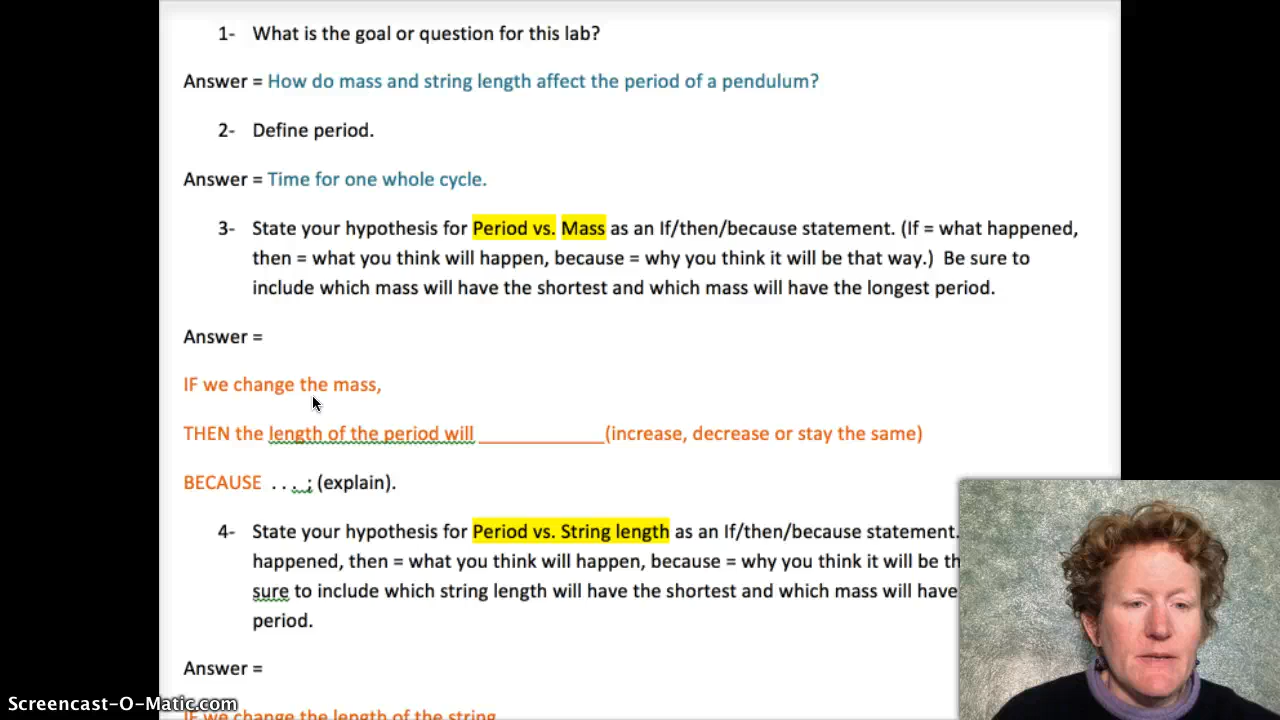 1- What is the goal or question for this lab?
Answer = How do mass and string length affect the period of a pendulum?
2- Define period.
Answer = Time for one whole cycle.
3- State your hypothesis for Period vs. Mass as an If/then/because statement. (If = what happened,
then = what you think will happen, because = why you think it will be that way.) Be sure to
include which mass will have the shortest and which mass will have the longest period.
Answer =
IF we change the mass,
THEN the length of the period will ____________(increase, decrease or stay the same)
BECAUSE . . . ; (explain).
4- State your hypothesis for Period vs. String length as an If/then/because statement.
happened, then = what you think will happen, because = why you think it will be th
sure to include which string length will have the shortest and which mass will have
period.
Answer =
IF we change the length of the string
Screencast-O-Matic.com